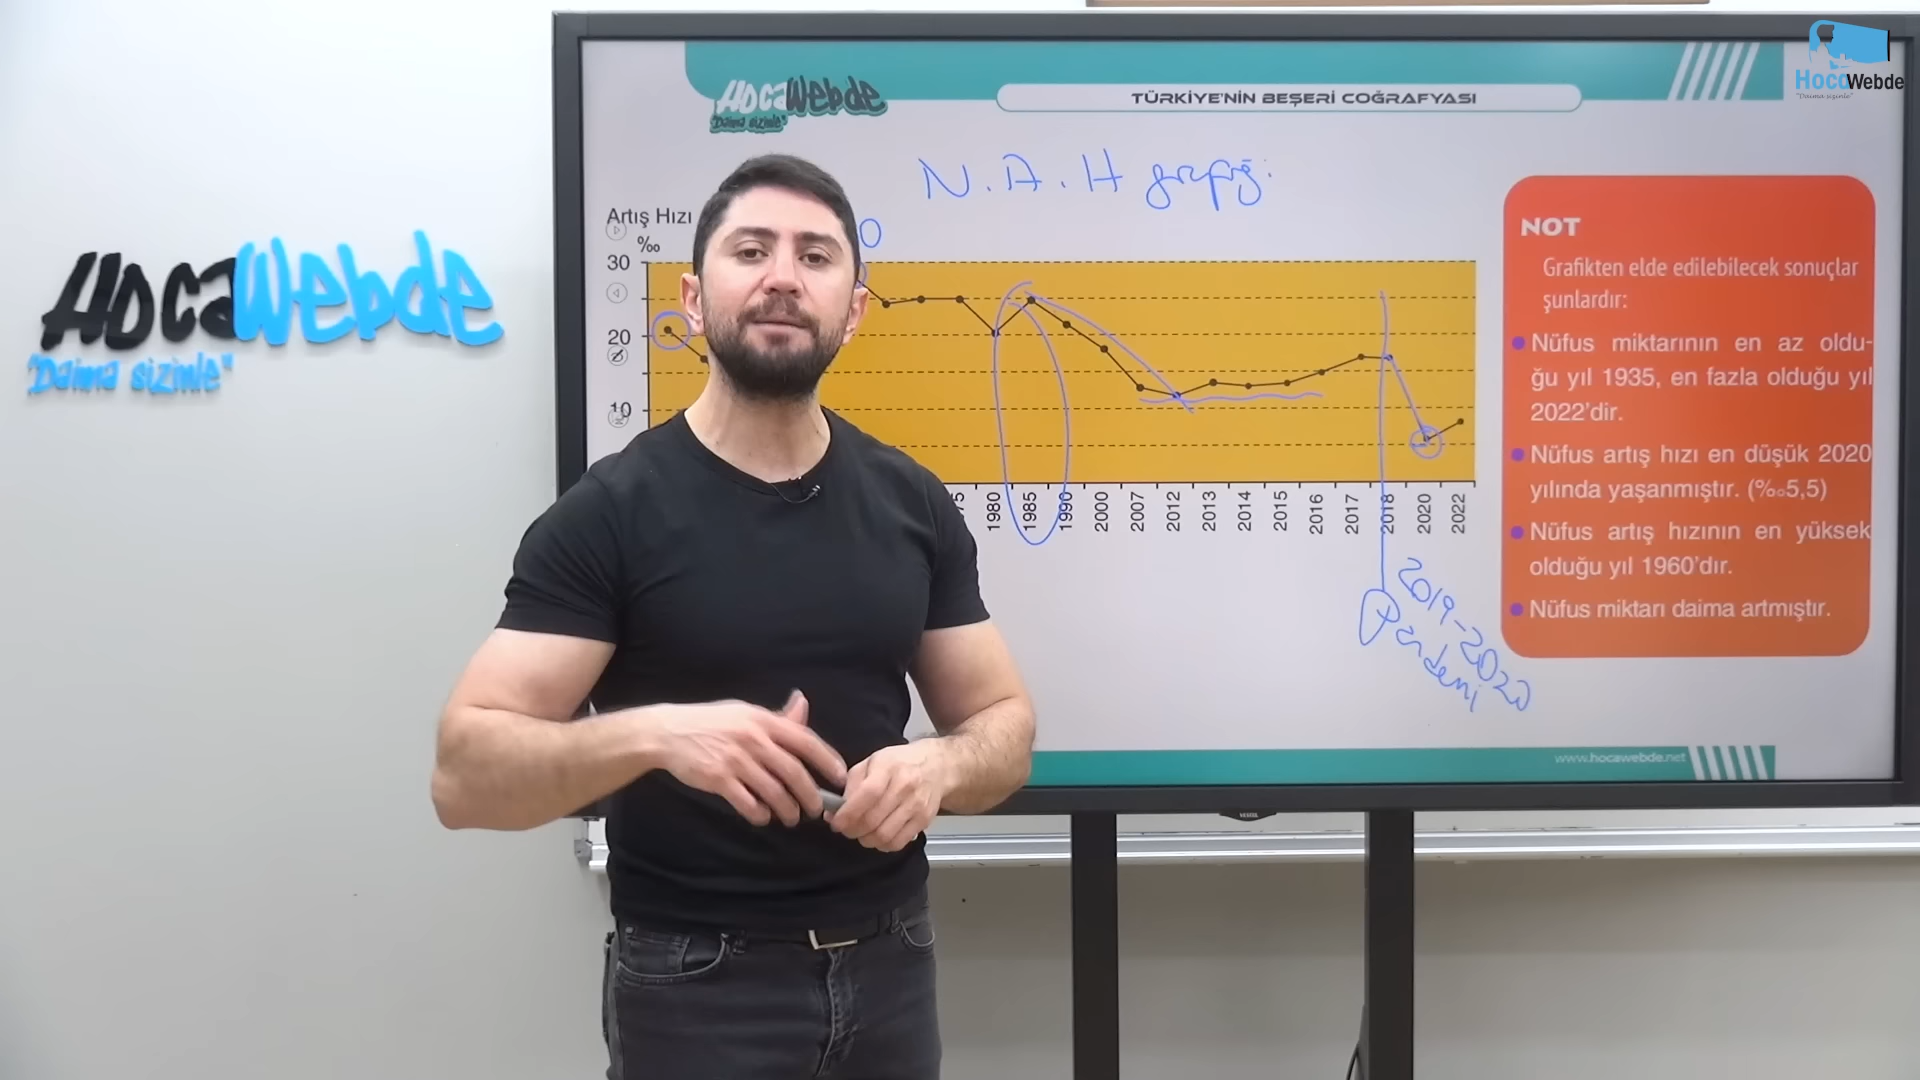 HocaWebde
"Daima sizinle"
HocaWebde
"Daima sizinle"
TÜRKİYE'NİN BEŞERİ COĞRAFYASI
HocaWebde
"Daima sizinle"
N.A.H grafiği:
Artış Hızı
‰
30
20
10
1980
1985
1990
2000
2007
2012
2013
2014
2015
2016
2017
2018
2020
2022
2019-2020
Pandemi
NOT
Grafikten elde edilebilecek sonuçlar
şunlardır:
Nüfus miktarının en az oldu-
ğu yıl 1935, en fazla olduğu yıl
2022'dir.
Nüfus artış hızı en düşük 2020
yılında yaşanmıştır. (‰5,5)
Nüfus artış hızının en yüksek
olduğu yıl 1960'dır.
Nüfus miktarı daima artmıştır.
www.hocawebde.net